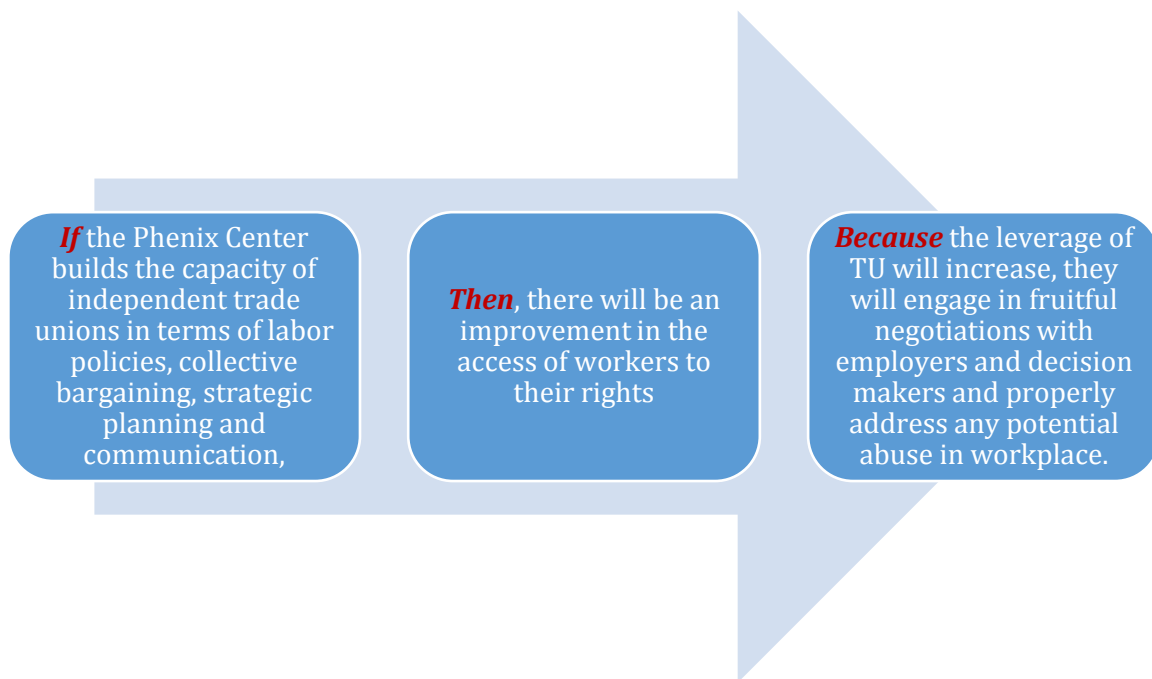 If the Phenix Center
builds the capacity of
independent trade
unions in terms of labor
policies, collective
bargaining, strategic
planning and
communication,
Then, there will be an
improvement in the
access of workers to
their rights
Because the leverage of
TU will increase, they
will engage in fruitful
negotiations with
employers and decision
makers and properly
address any potential
abuse in workplace.